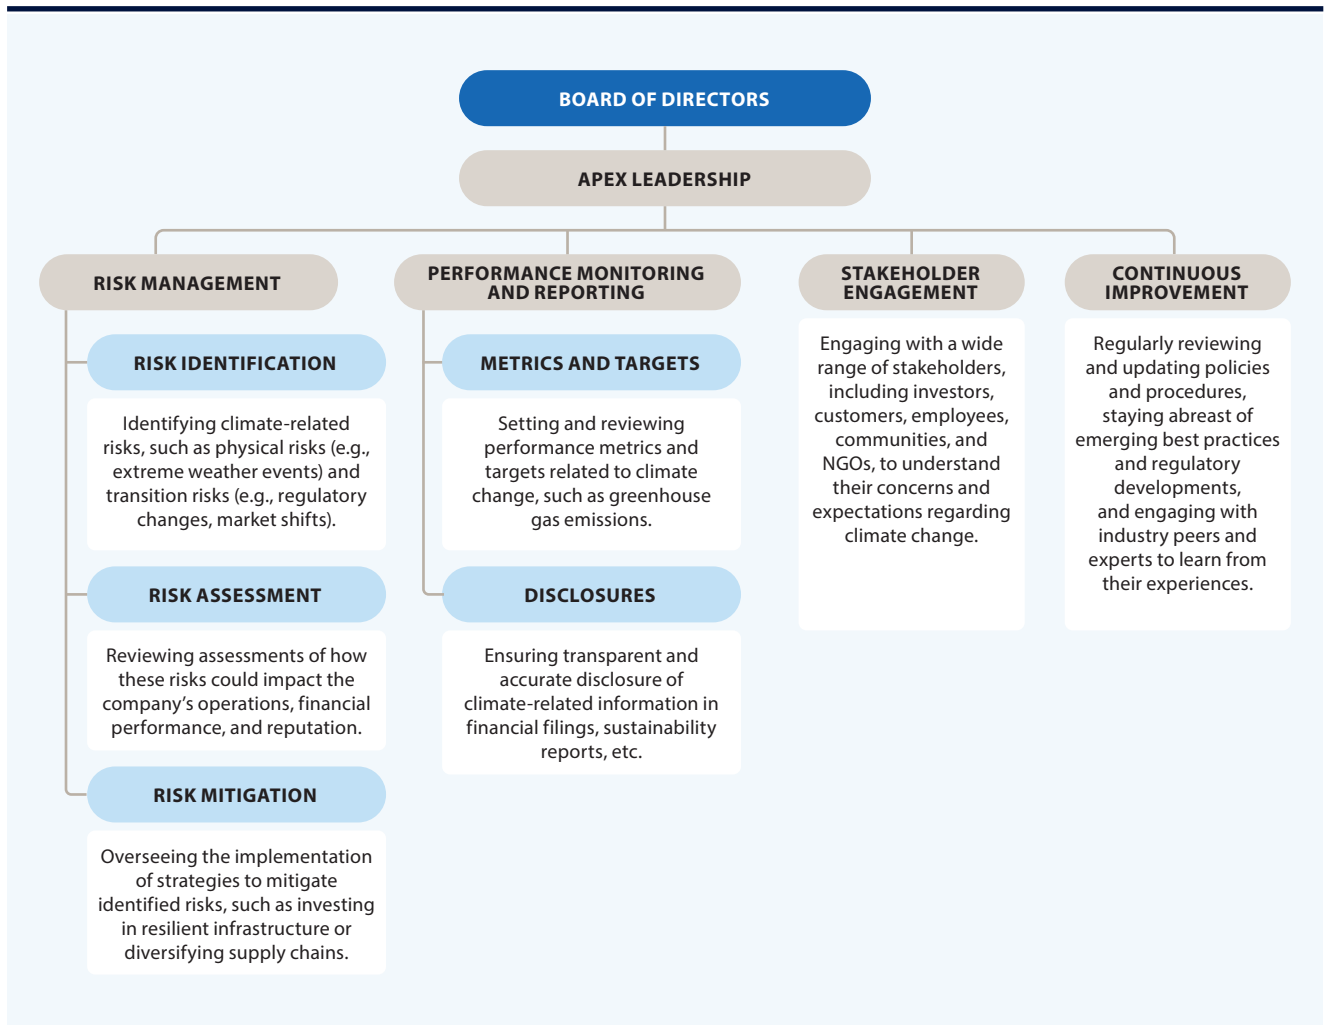 BOARD OF DIRECTORS
APEX LEADERSHIP
RISK MANAGEMENT
RISK IDENTIFICATION
Identifying climate-related
risks, such as physical risks (e.g.,
extreme weather events) and
transition risks (e.g., regulatory
changes, market shifts).
RISK ASSESSMENT
Reviewing assessments of how
these risks could impact the
company’s operations, financial
performance, and reputation.
RISK MITIGATION
Overseeing the implementation
of strategies to mitigate
identified risks, such as investing
in resilient infrastructure or
diversifying supply chains.
PERFORMANCE MONITORING
AND REPORTING
METRICS AND TARGETS
Setting and reviewing
performance metrics and
targets related to climate
change, such as greenhouse
gas emissions.
DISCLOSURES
Ensuring transparent and
accurate disclosure of
climate-related information in
financial filings, sustainability
reports, etc.
STAKEHOLDER
ENGAGEMENT
Engaging with a wide
range of stakeholders,
including investors,
customers, employees,
communities, and
NGOs, to understand
their concerns and
expectations regarding
climate change.
CONTINUOUS
IMPROVEMENT
Regularly reviewing
and updating policies
and procedures,
staying abreast of
emerging best practices
and regulatory
developments,
and engaging with
industry peers and
experts to learn from
their experiences.